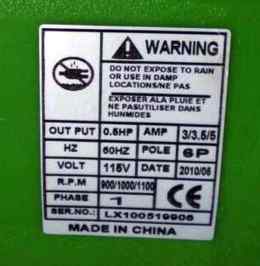 WARNING
DO NOT EXPOSE TO RAIN
OR USE IN DAMP
LOCATIONS/NE PAS
EXPOSER ALA PLUIE ET
NE PASUTILISER DANS
HUNMIDES
OUT PUT 0.5HP AMP 3/3.5/5
HZ 60HZ POLE 6P
VOLT 115V DATE 2010/06
R.P.M 900/1000/1100
PHASE 1 CE
SER.NO.: LX100519906
MADE IN CHINA